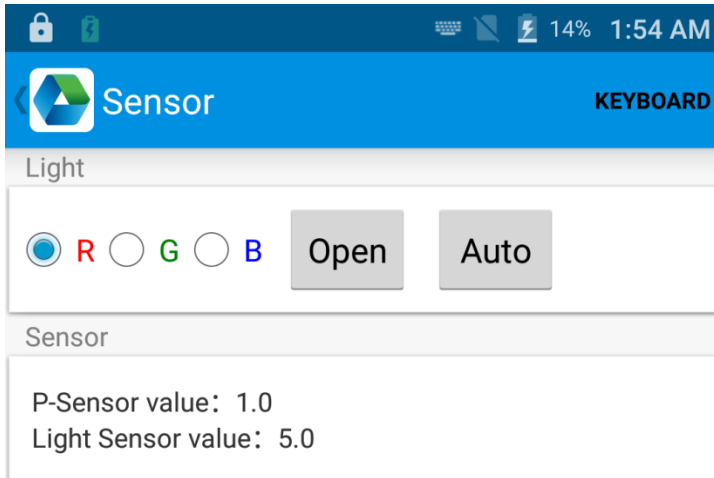 14% 1:54 AM
Sensor KEYBOARD
Light
R G B Open Auto
Sensor
P-Sensor value：1.0
Light Sensor value：5.0